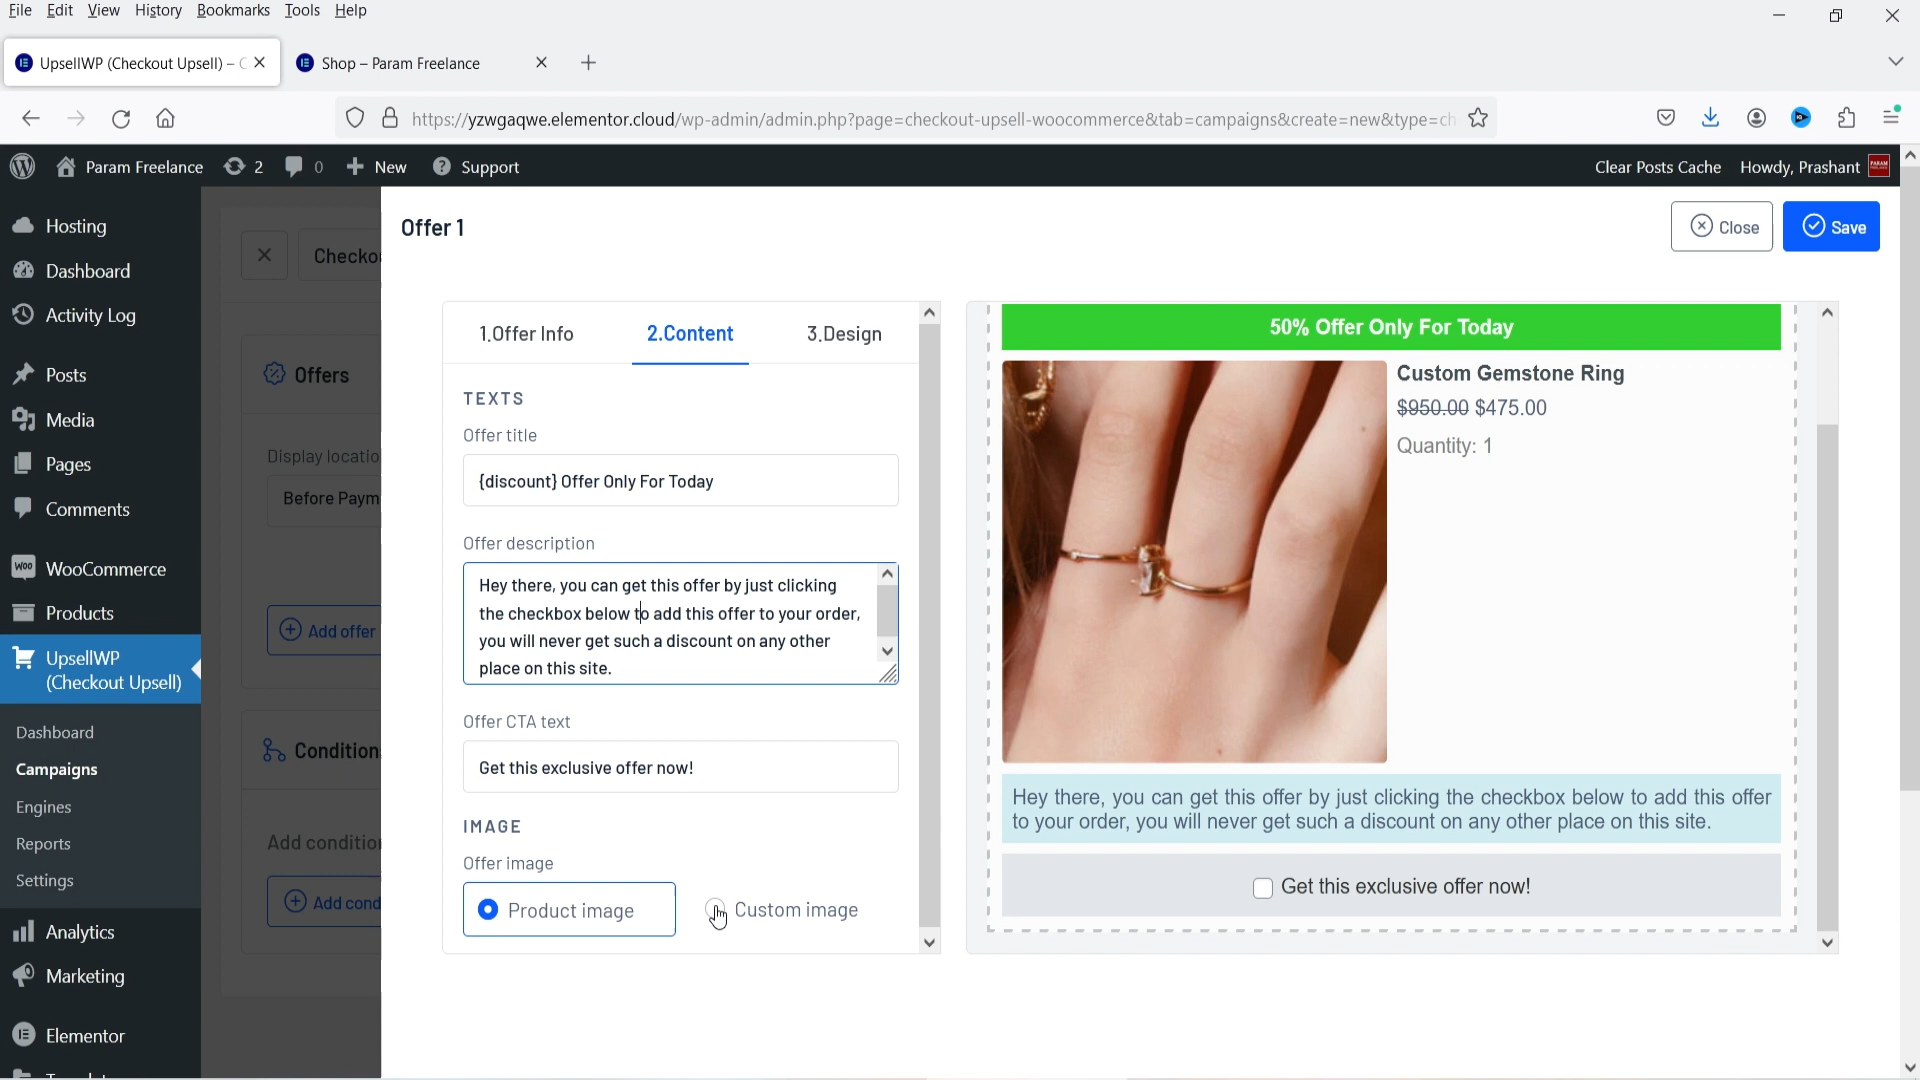 File Edit View History Bookmarks Tools Help
UpsellWP (Checkout Upsell) –
Shop – Param Freelance
https://yzwgaqwe.elementor.cloud/wp-admin/admin.php?page=checkout-upsell-woocommerce&tab=campaigns&create=new&type=ch
Param Freelance 2 0 New Support
Clear Posts Cache Howdy, Prashant
Hosting
Dashboard
Activity Log
Posts
Media
Pages
Comments
WooCommerce
Products
UpsellWP
(Checkout Upsell)
Dashboard
Campaigns
Engines
Reports
Settings
Analytics
Marketing
Elementor
Checko
Offers
Display locatio
Before Paym
Add offer
Condition
Add conditio
Add cond
Offer 1
Close
Save
1.Offer Info
2.Content
3.Design
TEXTS
Offer title
{discount} Offer Only For Today
Offer description
Hey there, you can get this offer by just clicking
the checkbox below to add this offer to your order,
you will never get such a discount on any other
place on this site.
Offer CTA text
Get this exclusive offer now!
IMAGE
Offer image
Product image
Custom image
50% Offer Only For Today
Custom Gemstone Ring
$950.00 $475.00
Quantity: 1
Hey there, you can get this offer by just clicking the checkbox below to add this offer
to your order, you will never get such a discount on any other place on this site.
Get this exclusive offer now!